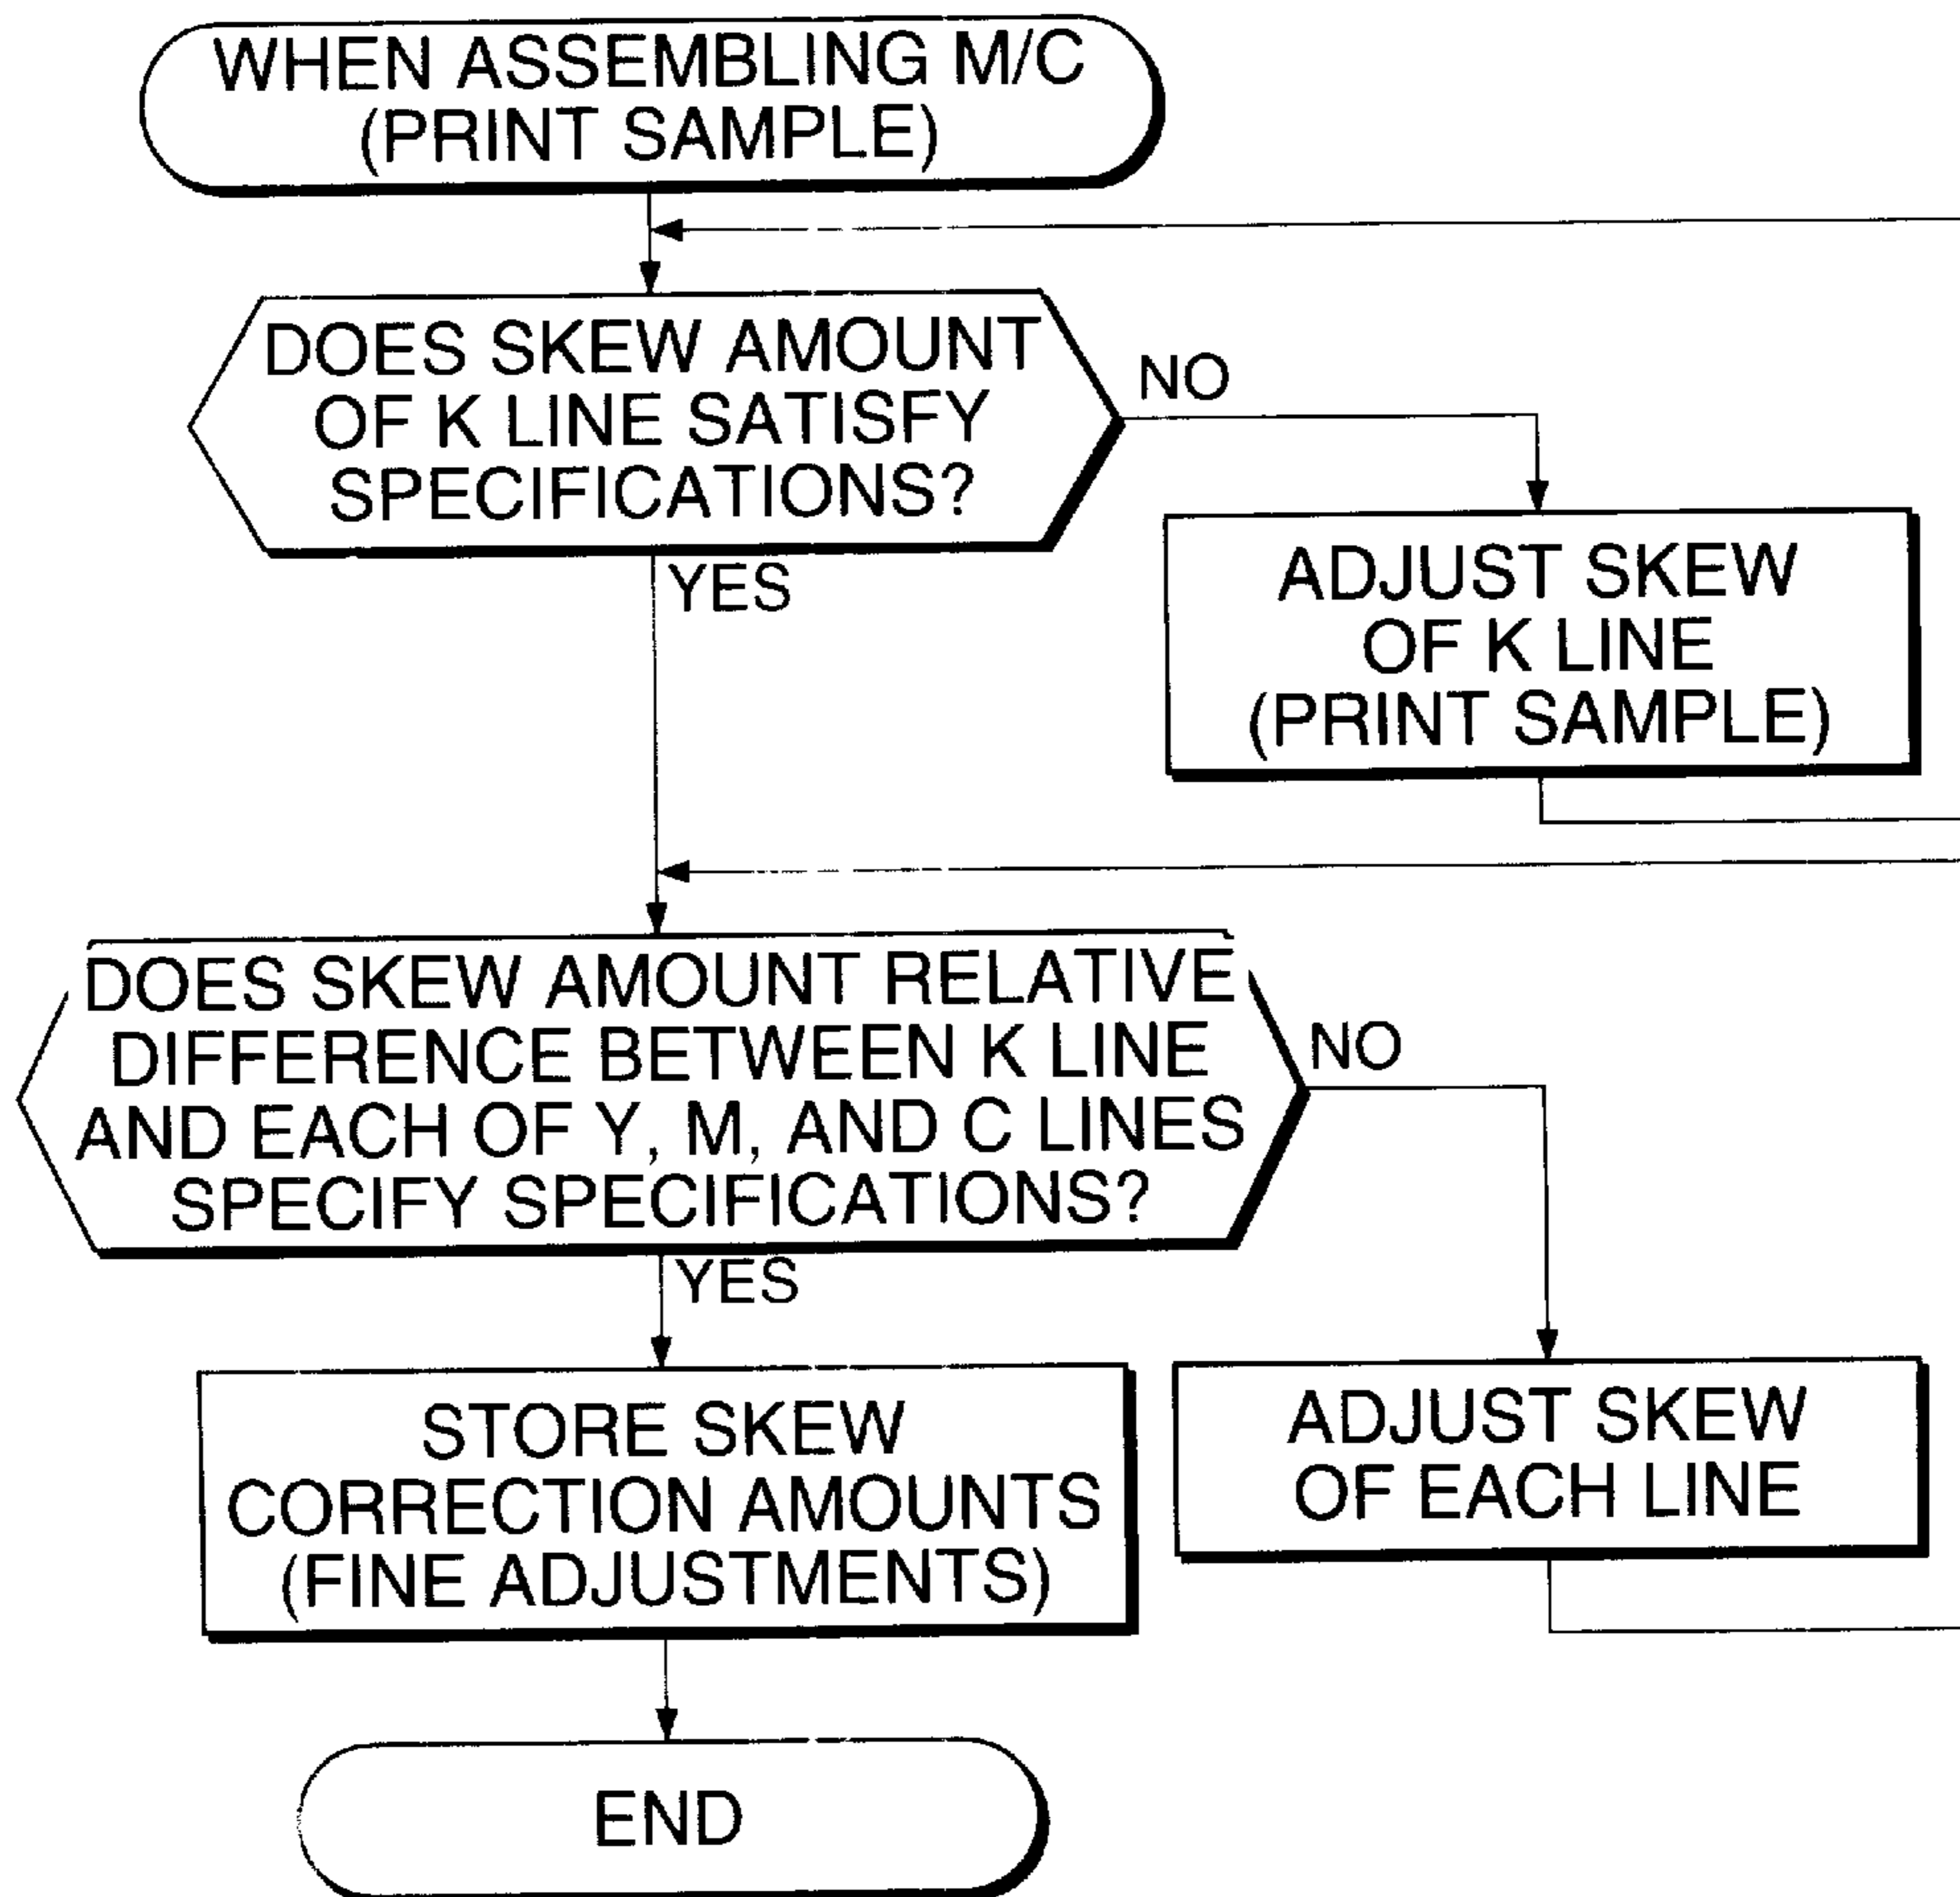 WHEN ASSEMBLING M/C
(PRINT SAMPLE)
DOES SKEW AMOUNT
OF K LINE SATISFY
SPECIFICATIONS?
NO
YES
ADJUST SKEW
OF K LINE
(PRINT SAMPLE)
DOES SKEW AMOUNT RELATIVE
DIFFERENCE BETWEEN K LINE
AND EACH OF Y, M, AND C LINES
SPECIFY SPECIFICATIONS?
NO
YES
STORE SKEW
CORRECTION AMOUNTS
(FINE ADJUSTMENTS)
ADJUST SKEW
OF EACH LINE
END